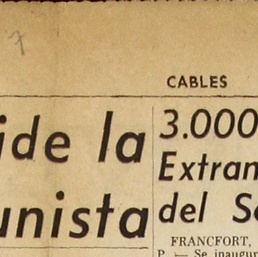 7
CABLES
ide la
unista
3.000
Extran
del S
FRANCFORT,
P. — Se inaugur